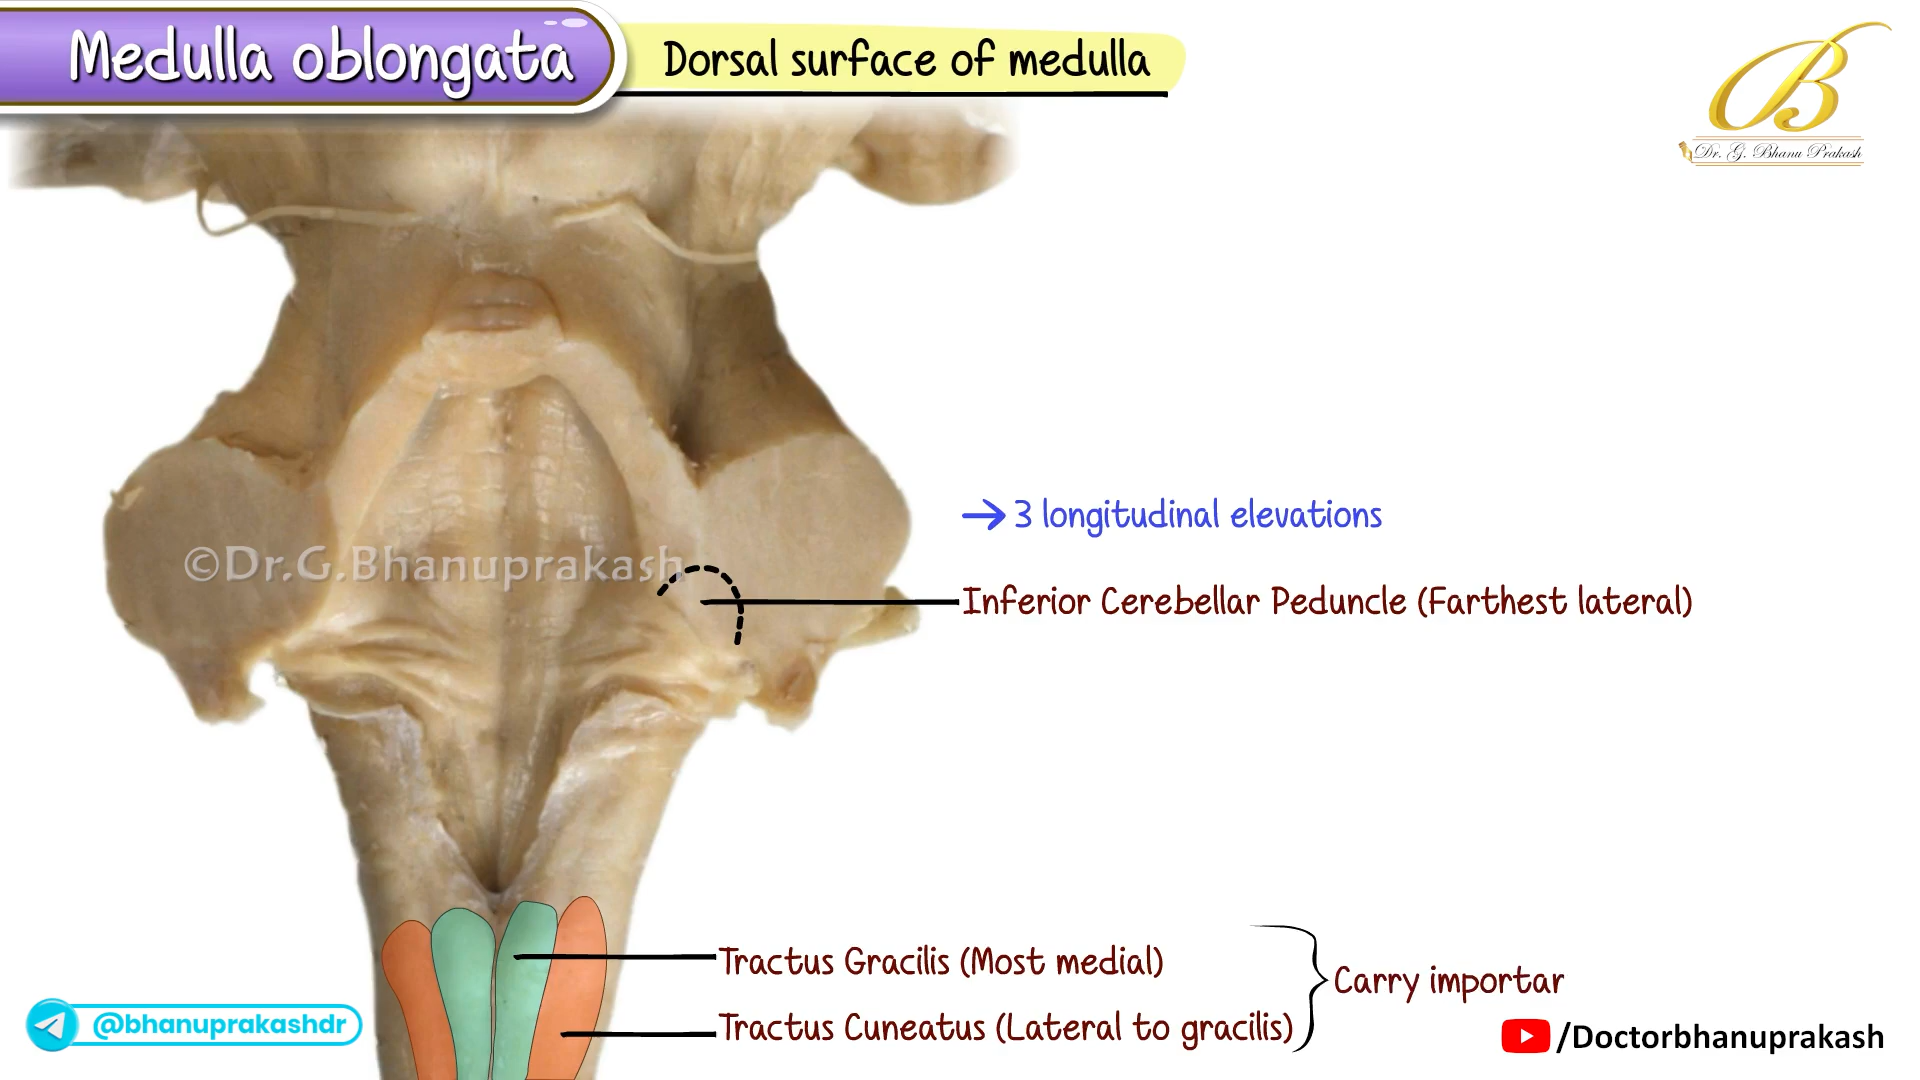 Medulla oblongata
Dorsal surface of medulla
B
Dr. G. Bhanu Prakash
→ 3 longitudinal elevations
©Dr.G.Bhanuprakash
Inferior Cerebellar Peduncle (Farthest lateral)
Tractus Gracilis (Most medial)
Carry importar
Tractus Cuneatus (Lateral to gracilis)
@bhanuprakashdr
/Doctorbhanuprakash